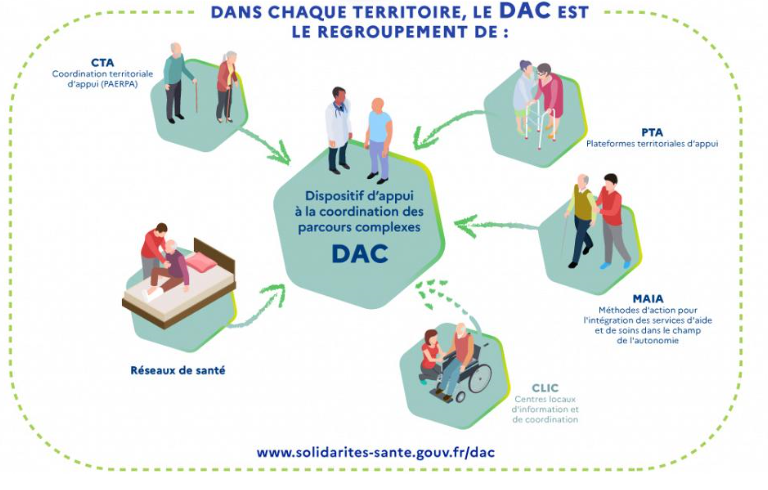 DANS CHAQUE TERRITOIRE, LE DAC EST
LE REGROUPEMENT DE :
CTA
Coordination territoriale
d'appui (PAERPA)
PTA
Plateformes territoriales d'appui
Dispositif d'appui
à la coordination des
parcours complexes
DAC
MAIA
Méthodes d'action pour
l'intégration des services d'aide
et de soins dans le champ
de l'autonomie
Réseaux de santé
CLIC
Centres locaux
d'information et
de coordination
www.solidarites-sante.gouv.fr/dac